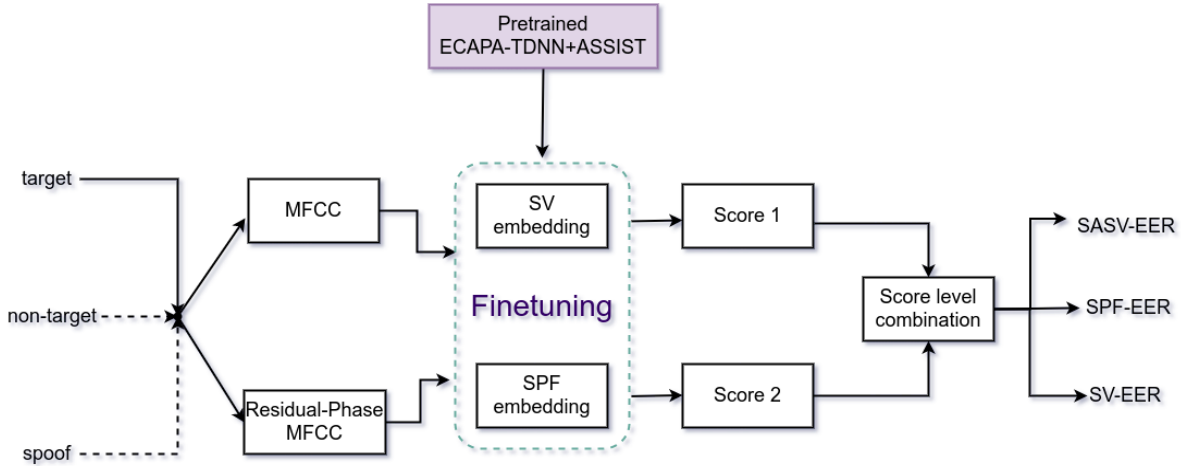 Pretrained
ECAPA-TDNN+ASSIST
target
MFCC
SV
embedding
Score 1
SASV-EER
non-target
Finetuning
Score level
combination
SPF-EER
Residual-Phase
MFCC
SPF
embedding
Score 2
SV-EER
spoof